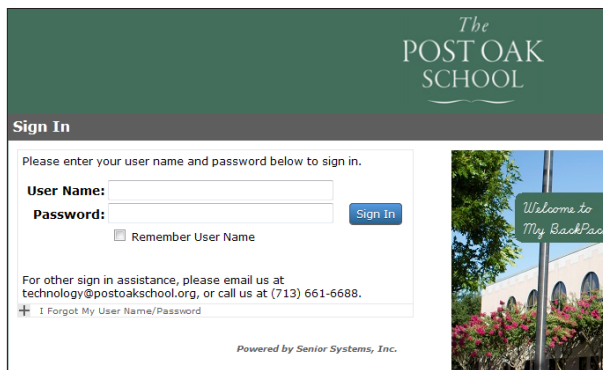 The
POST OAK
SCHOOL
Sign In
Please enter your user name and password below to sign in.
User Name:
Password:
Sign In
Remember User Name
Welcome to
My BackPac
For other sign in assistance, please email us at
technology@postoakschool.org, or call us at (713) 661-6688.
I Forgot My User Name/Password
Powered by Senior Systems, Inc.